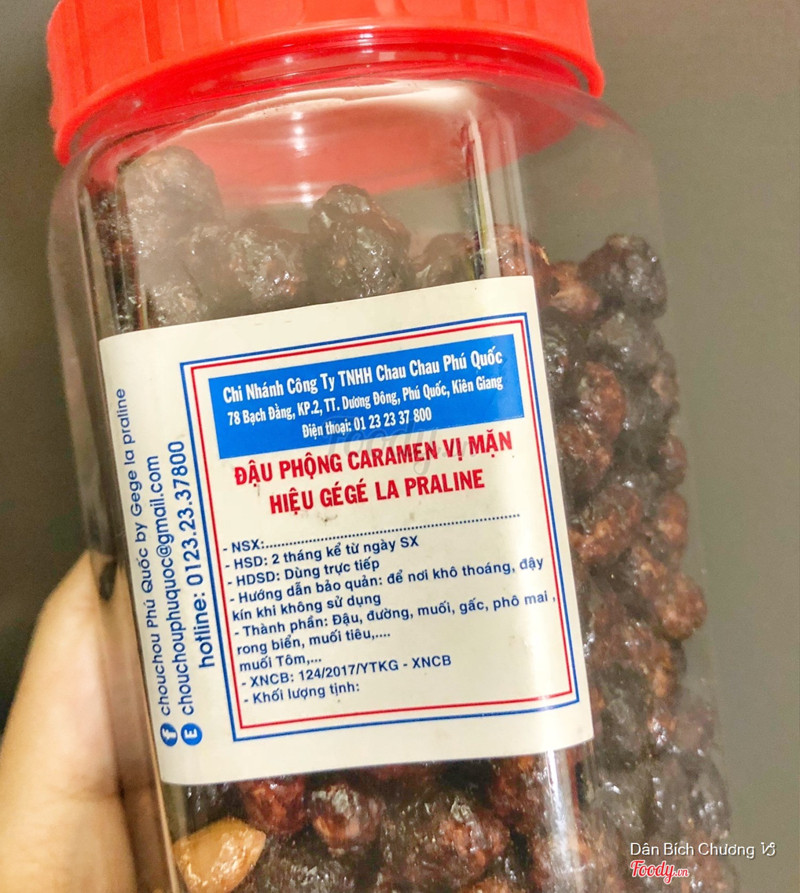 Chi Nhánh Công Ty TNHH Chau Chau Phú Quốc
78 Bạch Đằng, KP.2, TT. Dương Đông, Phú Quốc, Kiên Giang
Điện thoại: 01 23 23 37 800
ĐẬU PHỘNG CARAMEN VỊ MẶN
HIỆU GÉGÉ LA PRALINE
- NSX:........................................................
- HSD: 2 tháng kể từ ngày SX
- HDSD: Dùng trực tiếp
- Hướng dẫn bảo quản: để nơi khô thoáng, đậy
kín khi không sử dụng
- Thành phần: Đậu, đường, muối, gấc, phô mai ,
rong biển, muối tiêu,....
muối Tôm,...
- XNCB: 124/2017/YTKG - XNCB
- Khối lượng tịnh:
f chouchou Phú Quốc by Gege la praline
E chouchouphuquoc@gmail.com
hotline: 0123.23.37800
Foody.vn
Dân Bích Chương
Foody.vn